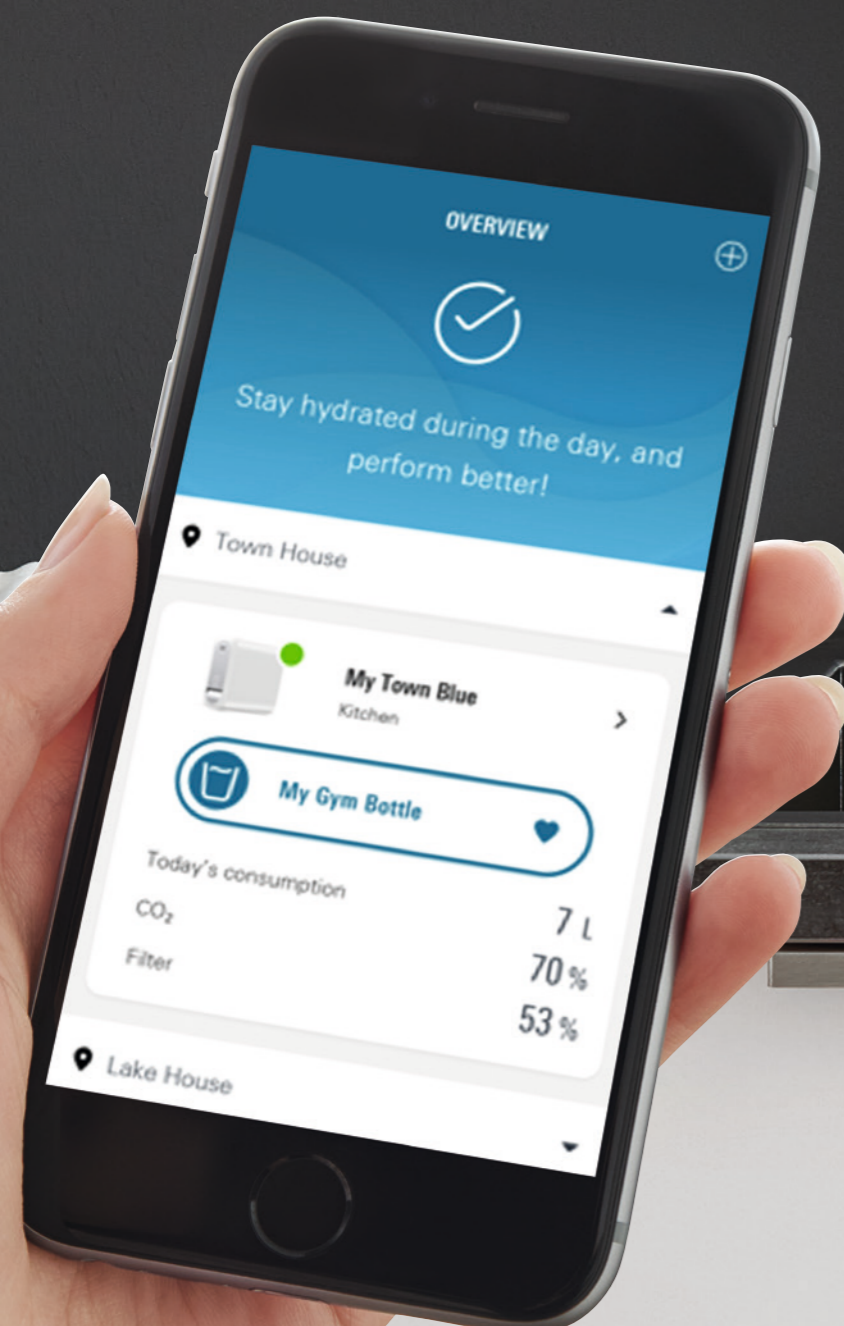 OVERVIEW
Stay hydrated during the day, and
perform better!
Town House
My Town Blue
Kitchen
My Gym Bottle
Today's consumption 7 L
CO₂ 70 %
Filter 53 %
Lake House